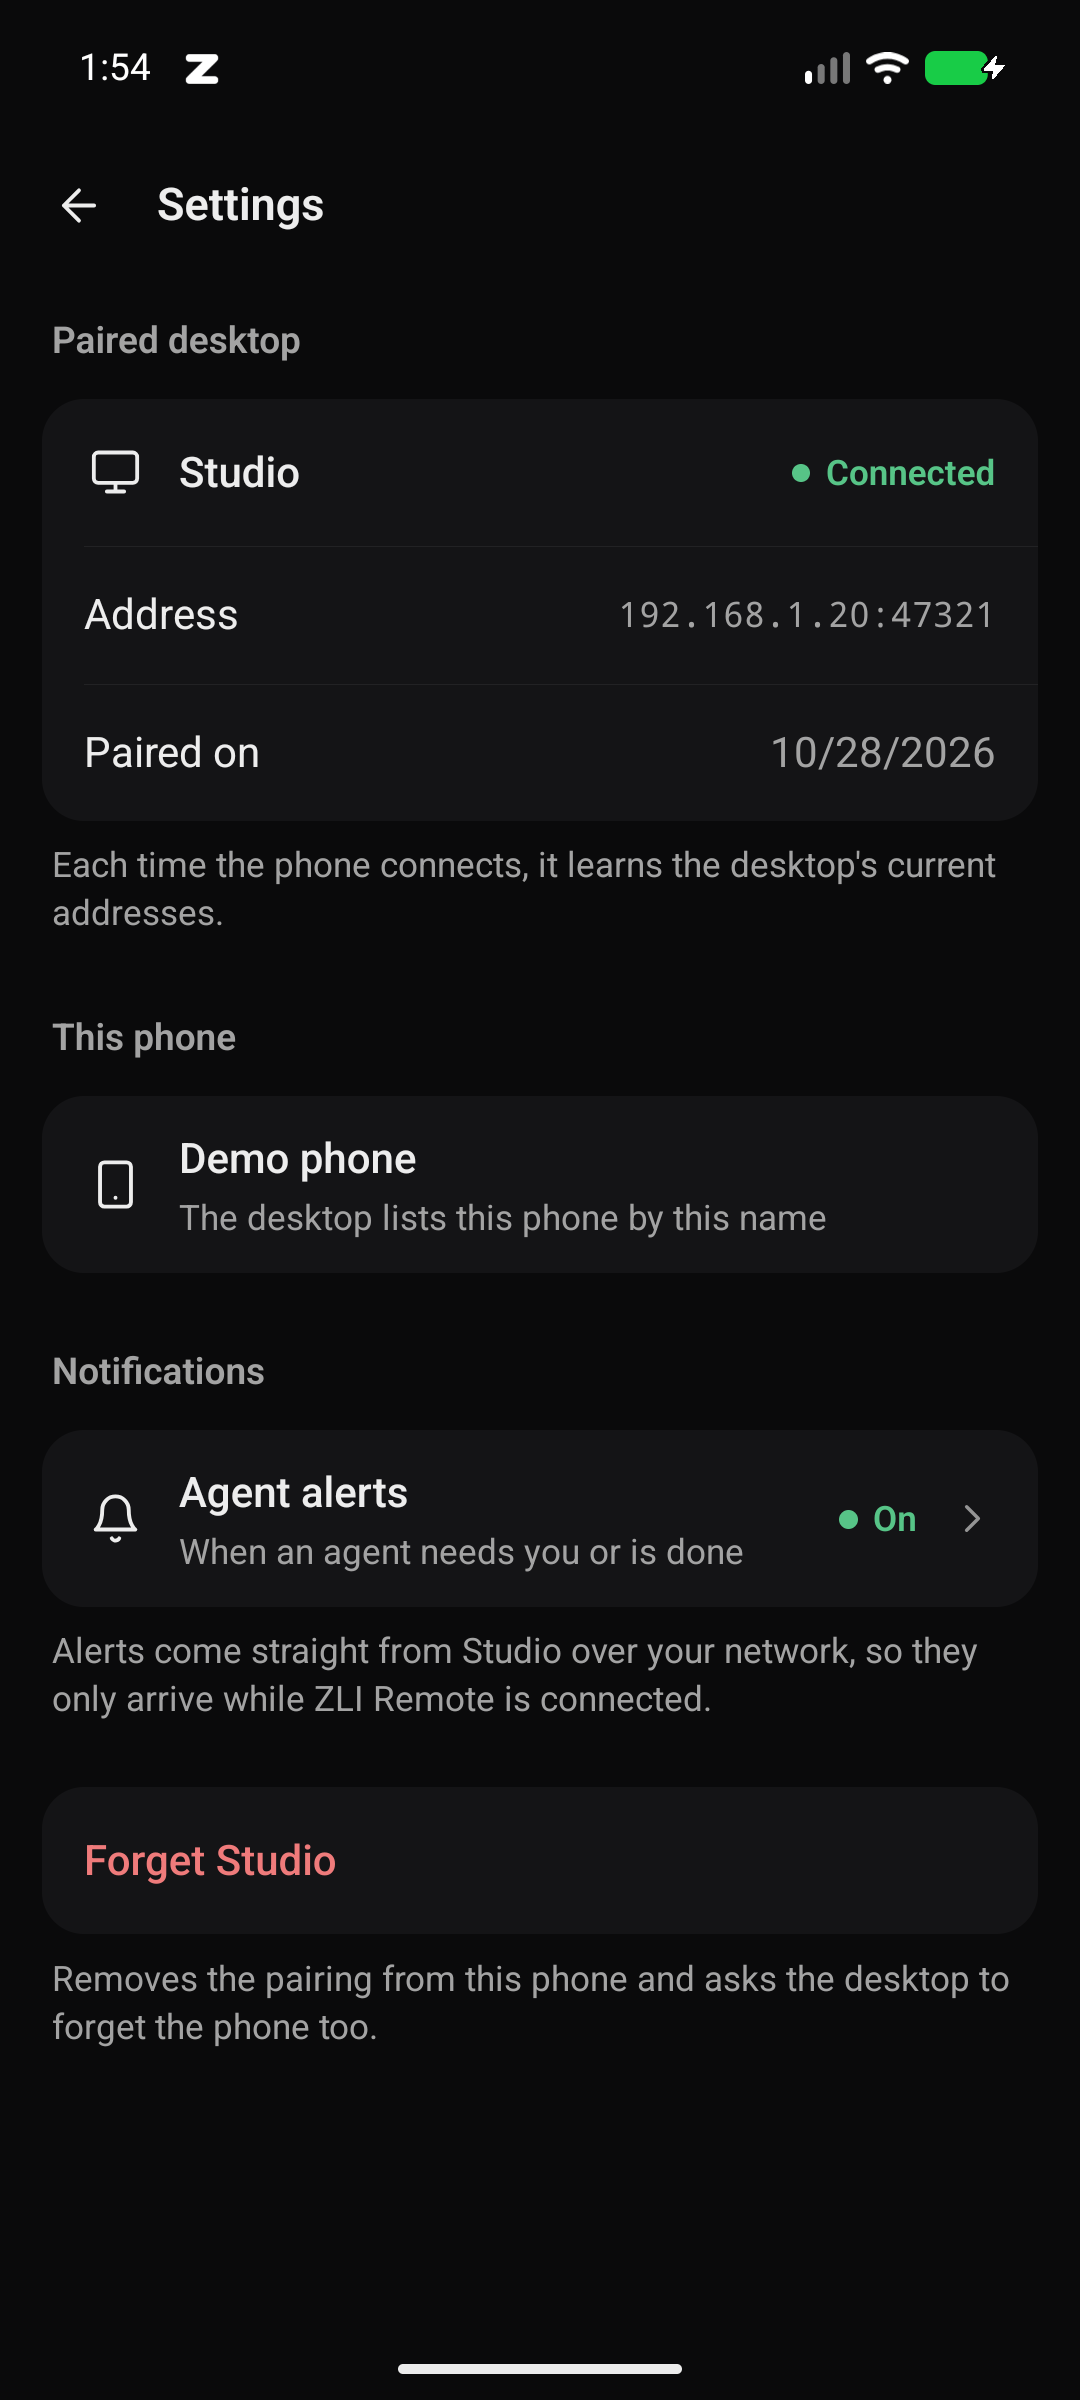 1:54
Settings
Paired desktop
Studio
Connected
Address
192.168.1.20:47321
Paired on
10/28/2026
Each time the phone connects, it learns the desktop's current
addresses.
This phone
Demo phone
The desktop lists this phone by this name
Notifications
Agent alerts
On
When an agent needs you or is done
Alerts come straight from Studio over your network, so they
only arrive while ZLI Remote is connected.
Forget Studio
Removes the pairing from this phone and asks the desktop to
forget the phone too.